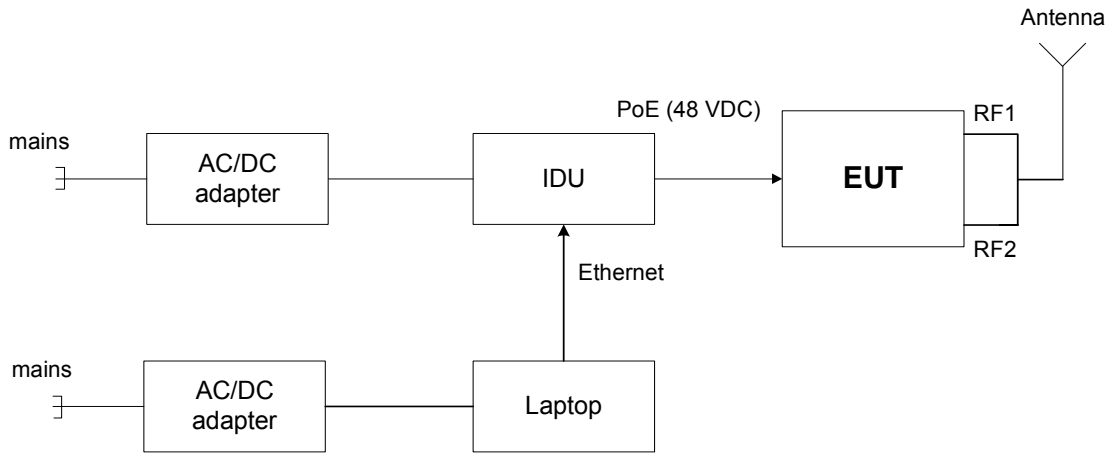 Antenna
PoE (48 VDC)
RF1
mains
AC/DC
adapter
IDU
EUT
RF2
Ethernet
mains
AC/DC
adapter
Laptop